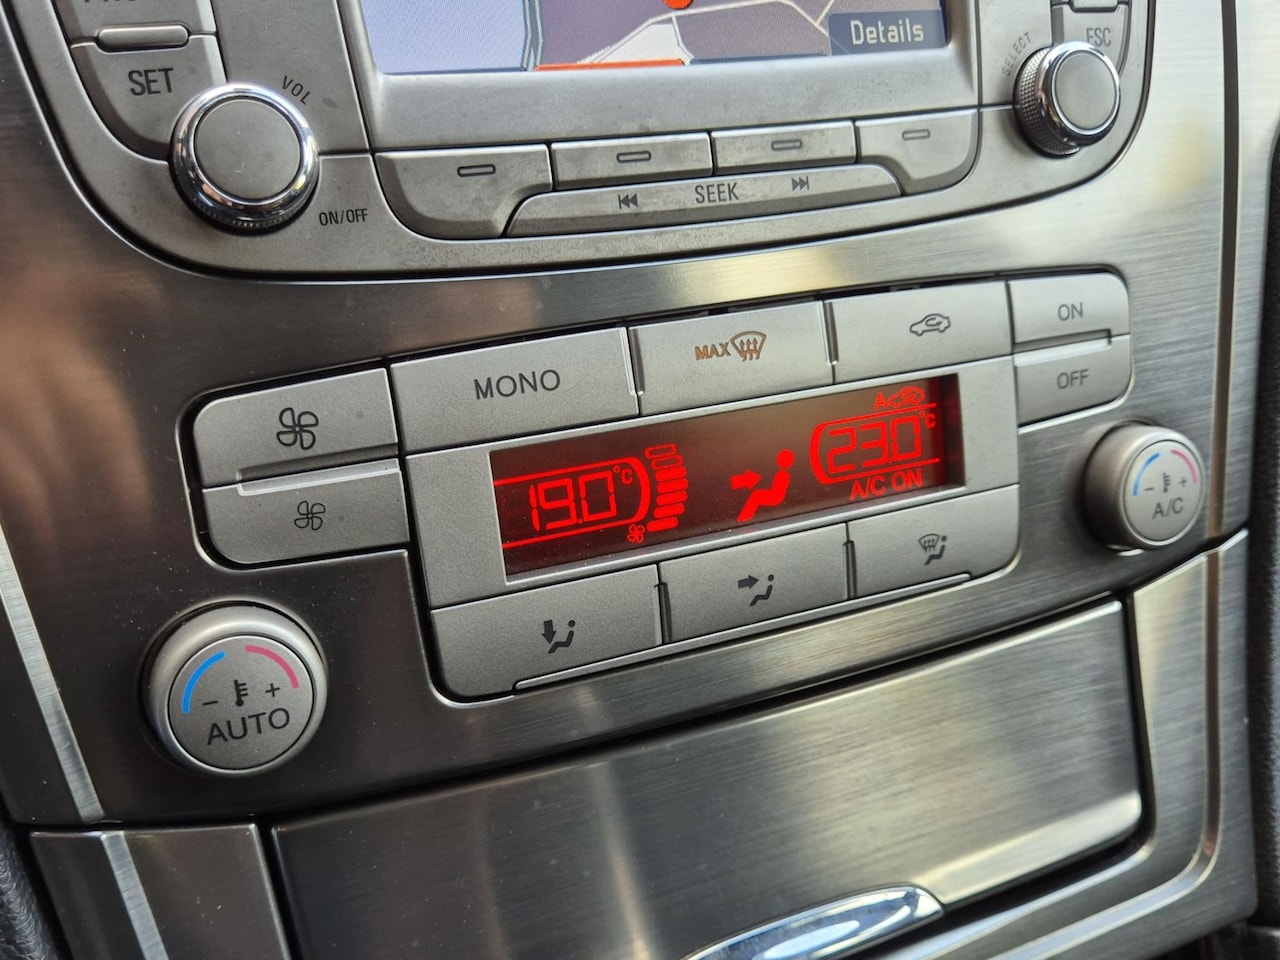 Details
SELECT
ESC
SET
VOL
ON/OFF
SEEK
MONO
MAX
ON
OFF
19.0°C
A
23.0°C
A/C ON
- +
AUTO
- +
A/C